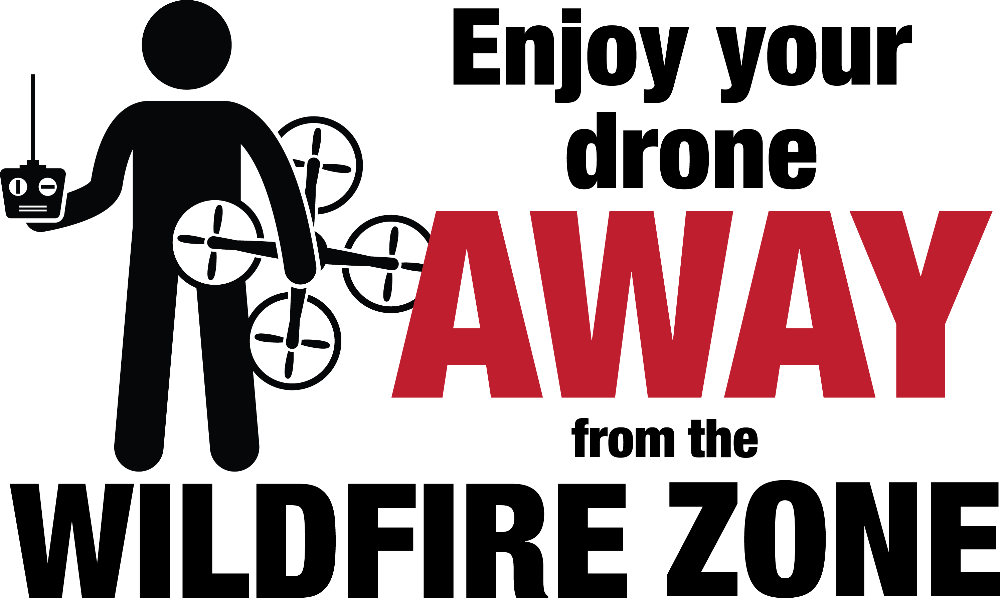 Enjoy your
drone
AWAY
from the
WILDFIRE ZONE